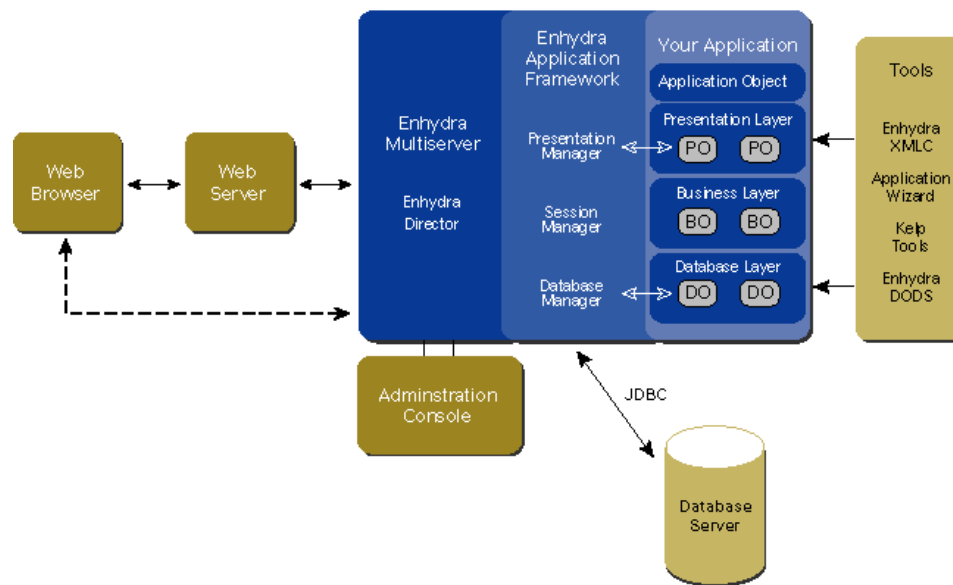 Web
Browser
Web
Server
Enhydra
Multiserver
Enhydra
Director
Enhydra
Application
Framework
Presentation
Manager
Session
Manager
Database
Manager
Your Application
Application Object
Presentation Layer
PO PO
Business Layer
BO BO
Database Layer
DO DO
Tools
Enhydra
XMLC
Application
Wizard
Kelp
Tools
Enhydra
DODS
Adminstration
Console
JDBC
Database
Server